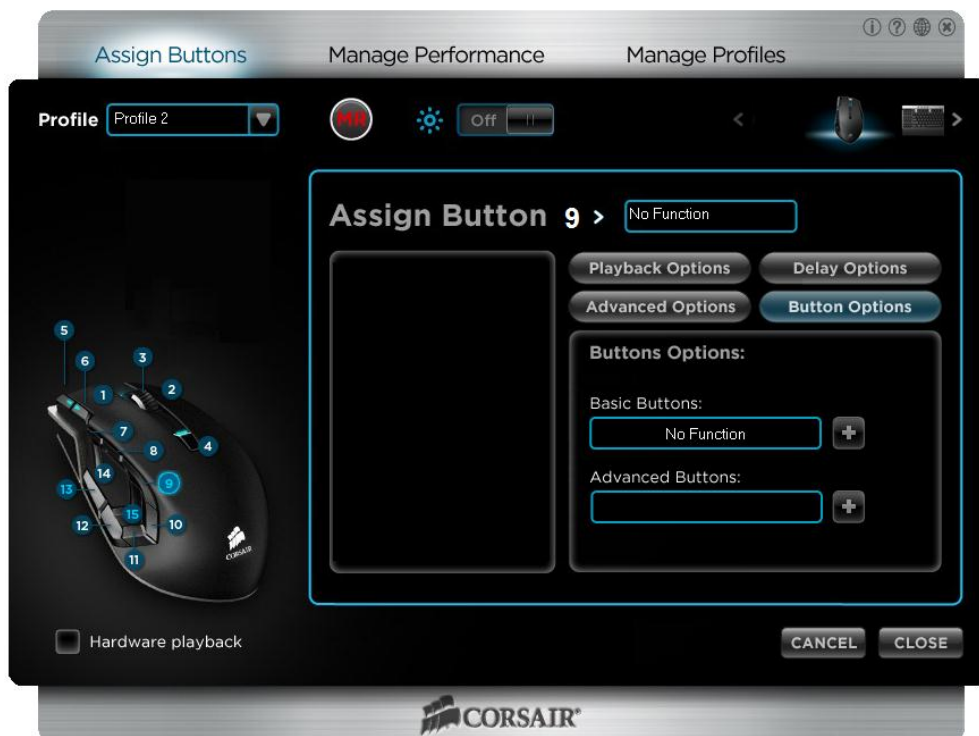 Assign Buttons Manage Performance Manage Profiles
Profile Profile 2 MR Off
Assign Button 9 > No Function
Playback Options Delay Options
Advanced Options Button Options
Buttons Options:
Basic Buttons:
No Function
Advanced Buttons:
5
6
3
1
2
7
8
4
14
9
13
15
12
10
11
CORSAIR
Hardware playback
CANCEL CLOSE
CORSAIR®